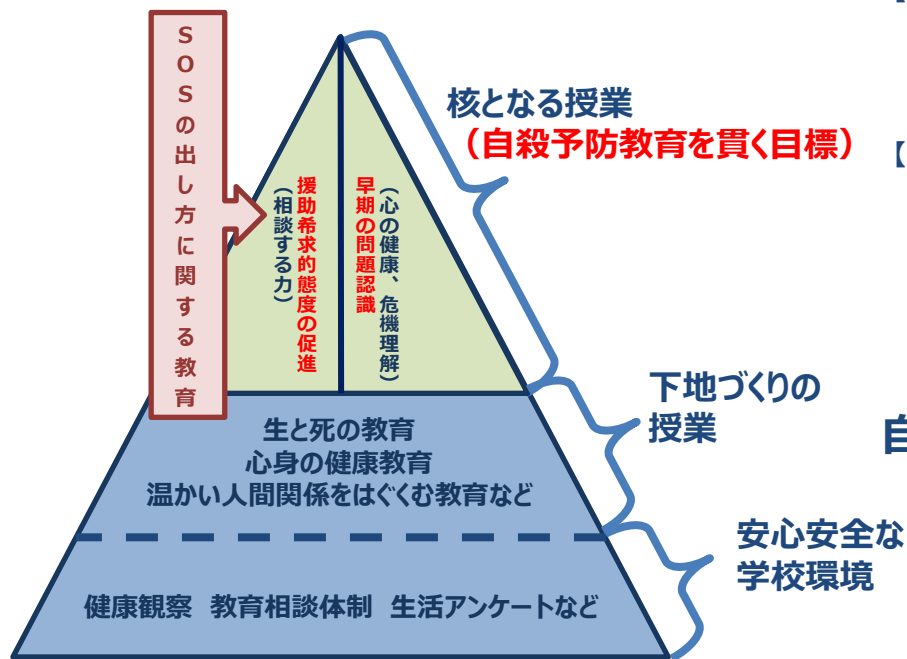 SOSの出し方に関する教育
核となる授業
(自殺予防教育を貫く目標)
【
【
援助希求的態度の促進
(相談する力)
(心の健康、危機理解)
早期の問題認識
下地づくりの
授業
自
生と死の教育
心身の健康教育
温かい人間関係をはぐくむ教育など
安心安全な
学校環境
健康観察 教育相談体制 生活アンケートなど